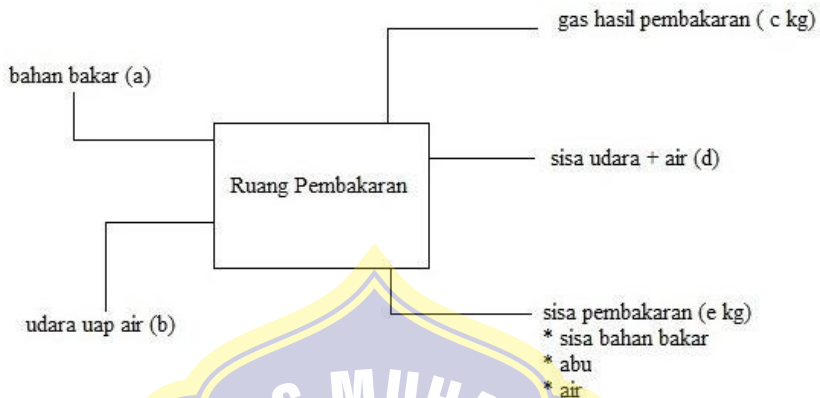 gas hasil pembakaran ( c kg)
bahan bakar (a)
sisa udara + air (d)
Ruang Pembakaran
udara uap air (b)
sisa pembakaran (e kg)
* sisa bahan bakar
* abu
* air